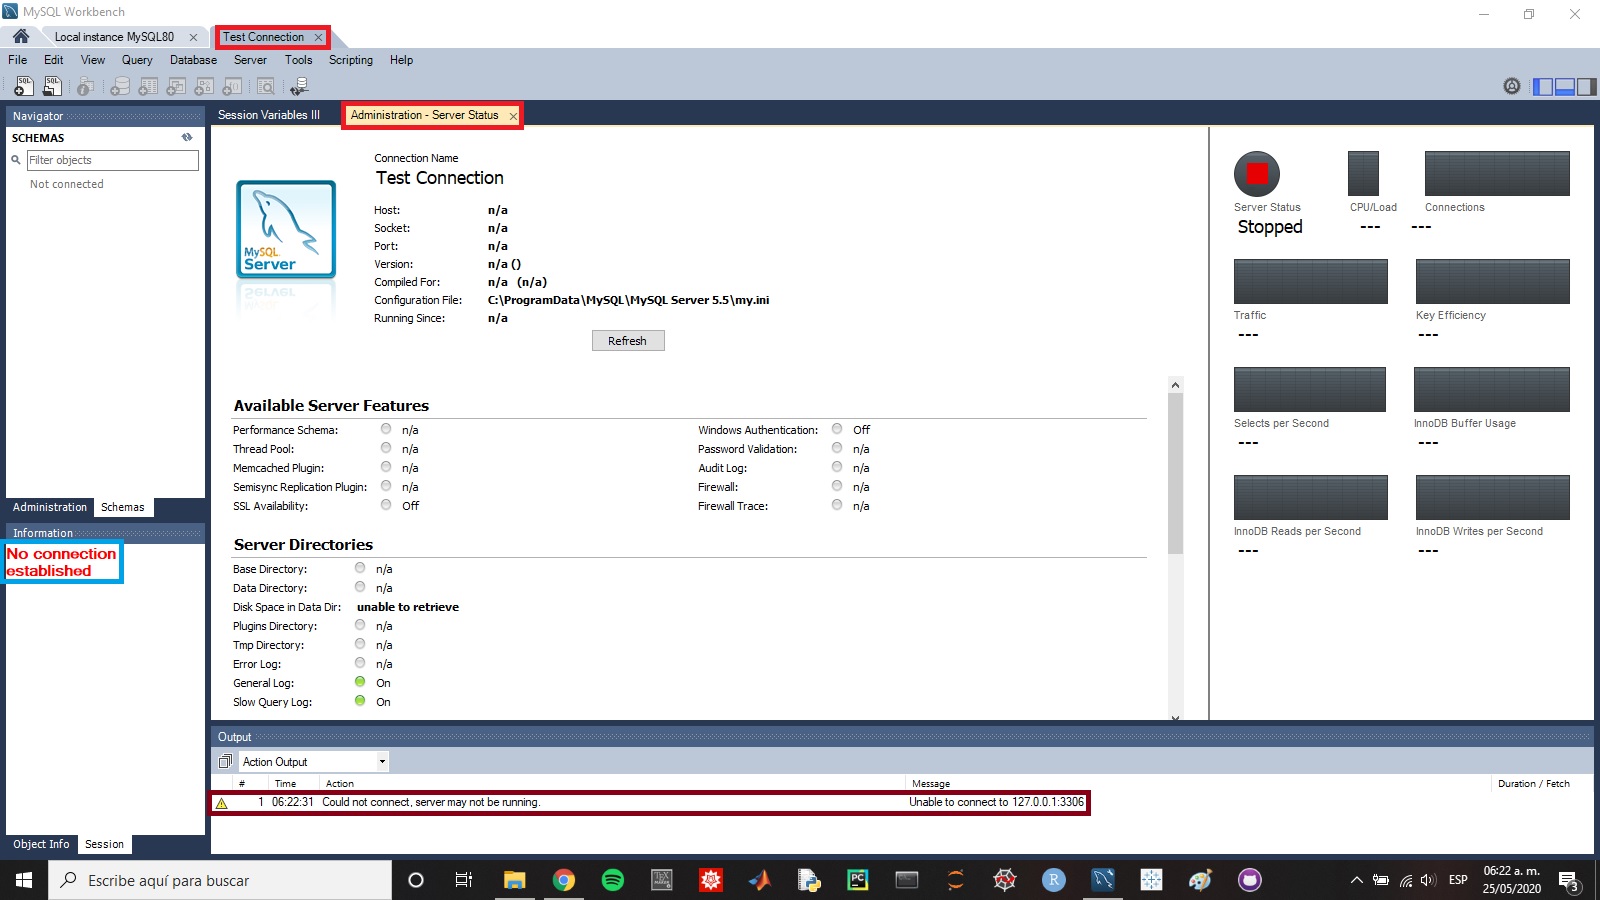 MySQL Workbench
Local instance MySQL80
Test Connection
File Edit View Query Database Server Tools Scripting Help
Navigator
SCHEMAS
Filter objects
Not connected
Administration Schemas
Information
No connection
established
Object Info Session
Session Variables III
Administration - Server Status
Connection Name
Test Connection
Host: n/a
Socket: n/a
Port: n/a
Version: n/a ()
Compiled For: n/a (n/a)
Configuration File: C:\ProgramData\MySQL\MySQL Server 5.5\my.ini
Running Since: n/a
MySQL
Server
Refresh
Available Server Features
Performance Schema: n/a
Thread Pool: n/a
Memcached Plugin: n/a
Semisync Replication Plugin: n/a
SSL Availability: Off
Windows Authentication: Off
Password Validation: n/a
Audit Log: n/a
Firewall: n/a
Firewall Trace: n/a
Server Directories
Base Directory: n/a
Data Directory: n/a
Disk Space in Data Dir: unable to retrieve
Plugins Directory: n/a
Tmp Directory: n/a
Error Log: n/a
General Log: On
Slow Query Log: On
Server Status
Stopped
CPU/Load
---
Connections
---
Traffic
---
Key Efficiency
---
Selects per Second
---
InnoDB Buffer Usage
---
InnoDB Reads per Second
---
InnoDB Writes per Second
---
Output
Action Output
# Time Action Message Duration / Fetch
1 06:22:31 Could not connect, server may not be running. Unable to connect to 127.0.0.1:3306
Escribe aquí para buscar
ESP
06:22 a. m.
25/05/2020
3